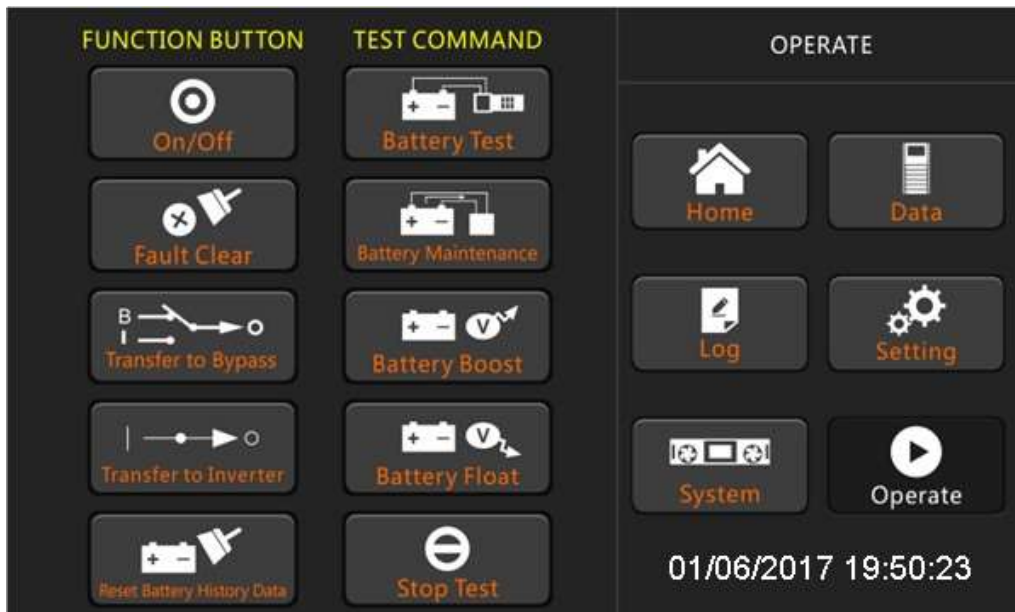 FUNCTION BUTTON
TEST COMMAND
OPERATE
On/Off
Battery Test
Home
Data
Fault Clear
Battery Maintenance
B
I
Transfer to Bypass
V
Battery Boost
Log
Setting
Transfer to Inverter
V
Battery Float
System
Operate
Reset Battery History Data
Stop Test
01/06/2017 19:50:23